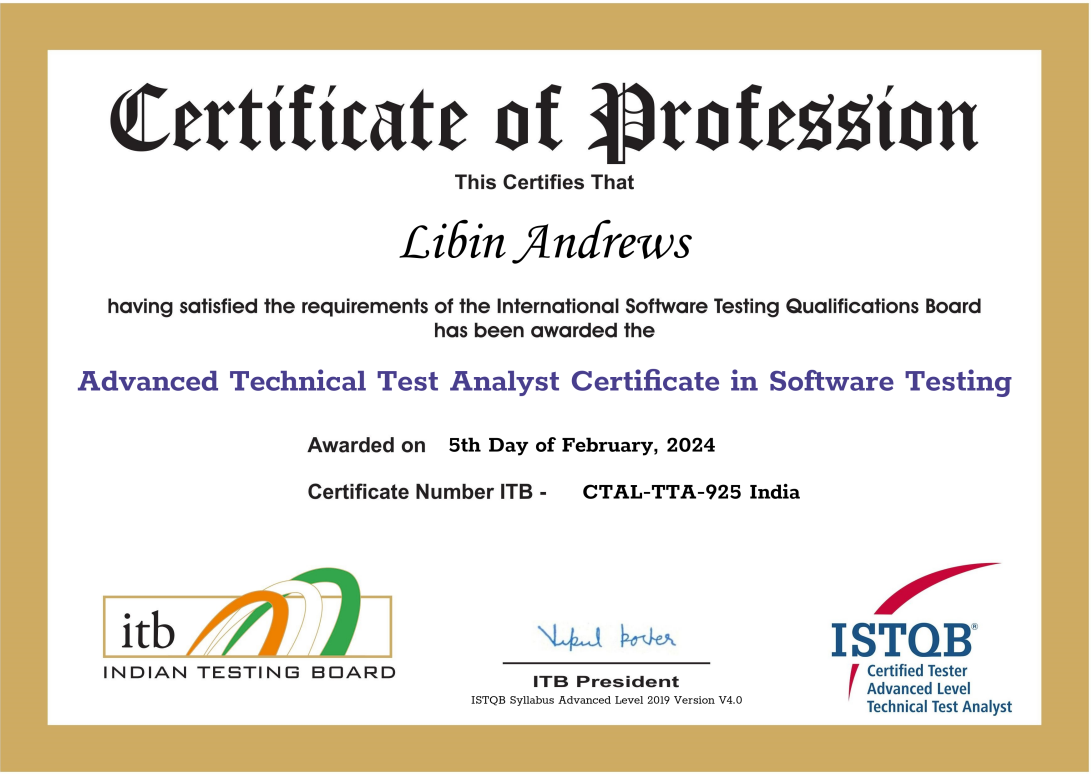 Certificate of Profession
This Certifies That
Libin Andrews
having satisfied the requirements of the International Software Testing Qualifications Board
has been awarded the
Advanced Technical Test Analyst Certificate in Software Testing
Awarded on 5th Day of February, 2024
Certificate Number ITB - CTAL-TTA-925 India
itb
INDIAN TESTING BOARD
ITB President
ISTQB Syllabus Advanced Level 2019 Version V4.0
ISTQB®
Certified Tester
Advanced Level
Technical Test Analyst